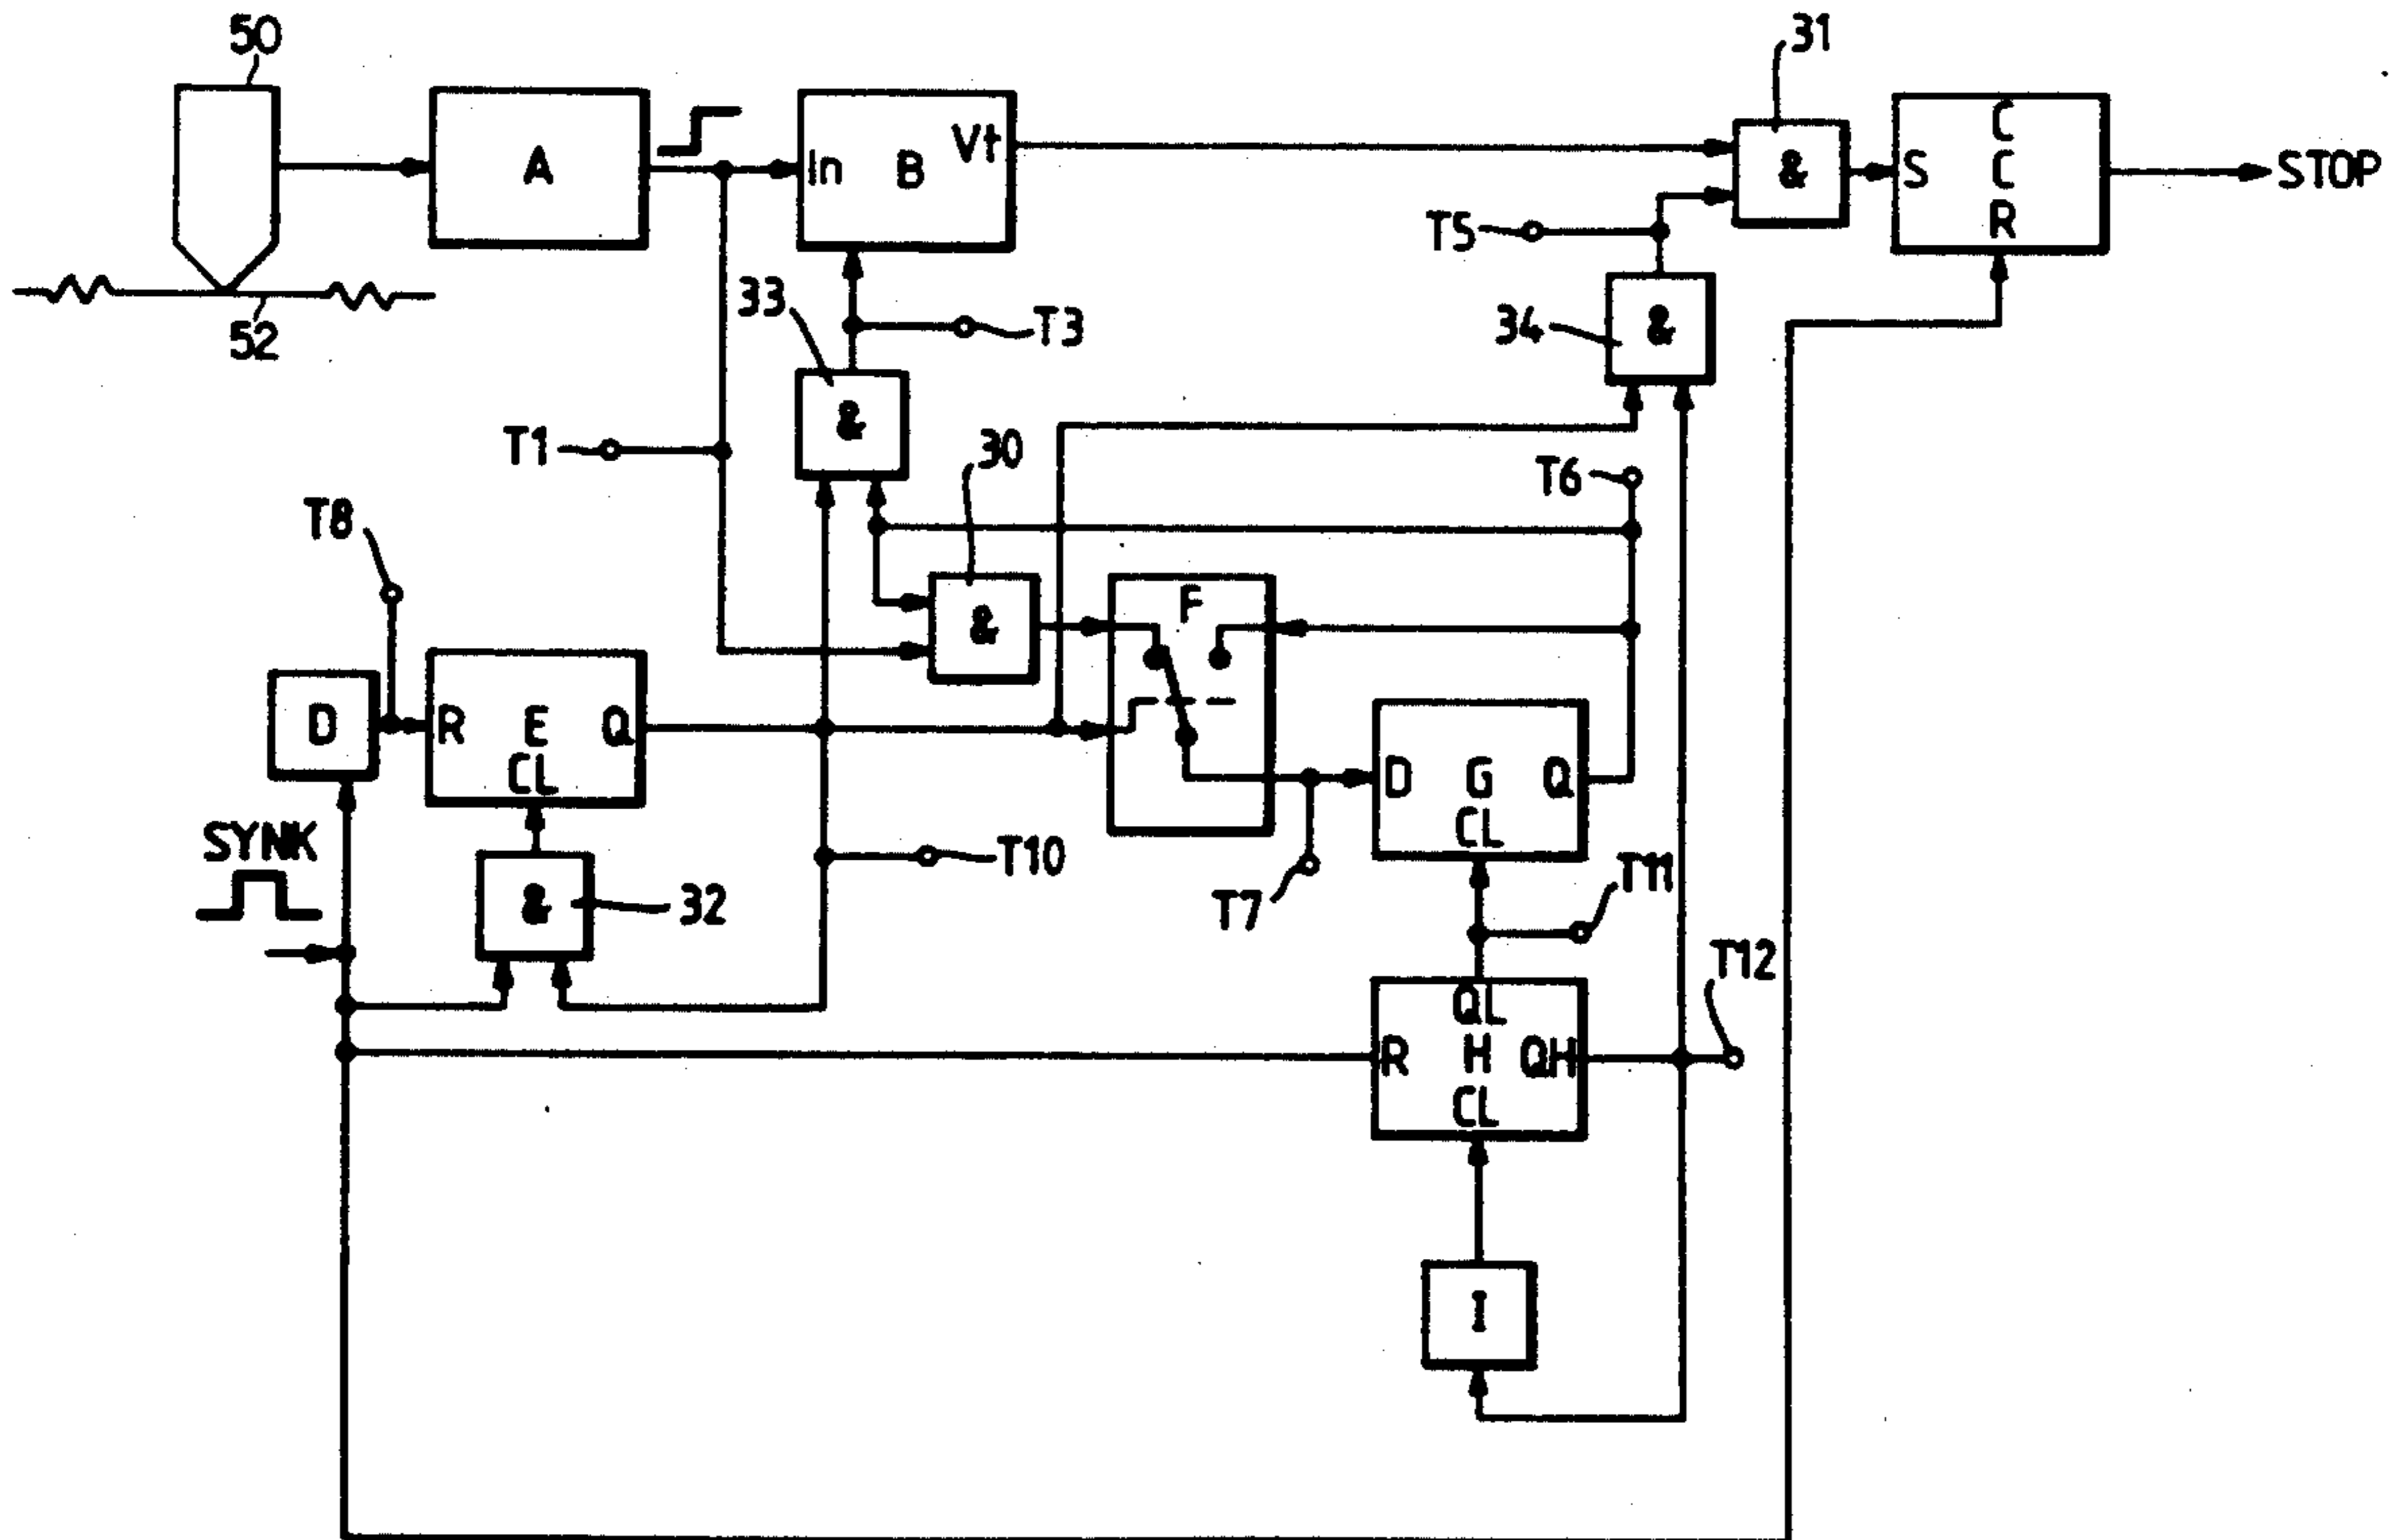 50
31
A
In
B
Vt
&
S
C
C
R
STOP
T5
52
33
T3
34
&
&
30
T1
T6
T8
&
F
D
R
E
Q
CL
D
G
Q
CL
SYNK
T10
T7
T11
&
32
T12
QL
R
H
QH
CL
I